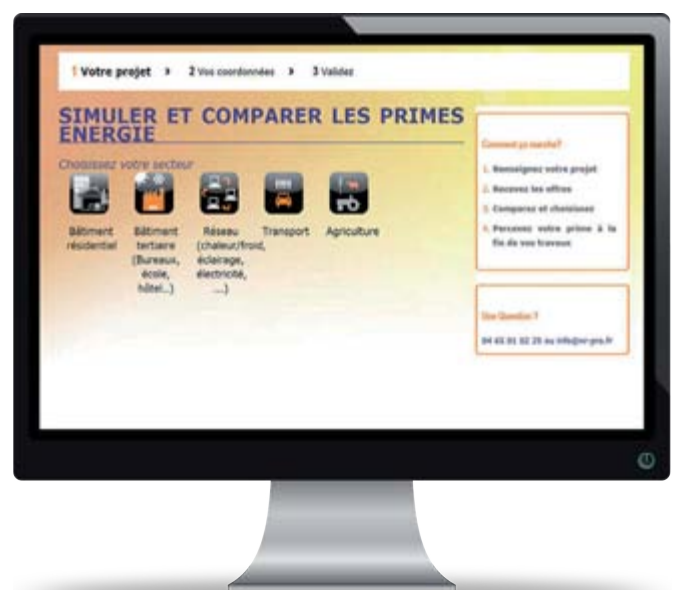 1 Votre projet > 2 Vos coordonnées > 3 Validez
SIMULER ET COMPARER LES PRIMES
ENERGIE
Choisissez votre secteur
Bâtiment
résidentiel
Bâtiment
tertiaire
(Bureaux,
école,
hôtel…)
Réseau
(chaleur/froid,
éclairage,
électricité,
....)
Transport
Agriculture
Comment ça marche?
1. Renseignez votre projet
2. Recevez les offres
3. Comparez et choisissez
4. Percevez votre prime à la
fin de vos travaux
Une Question ?